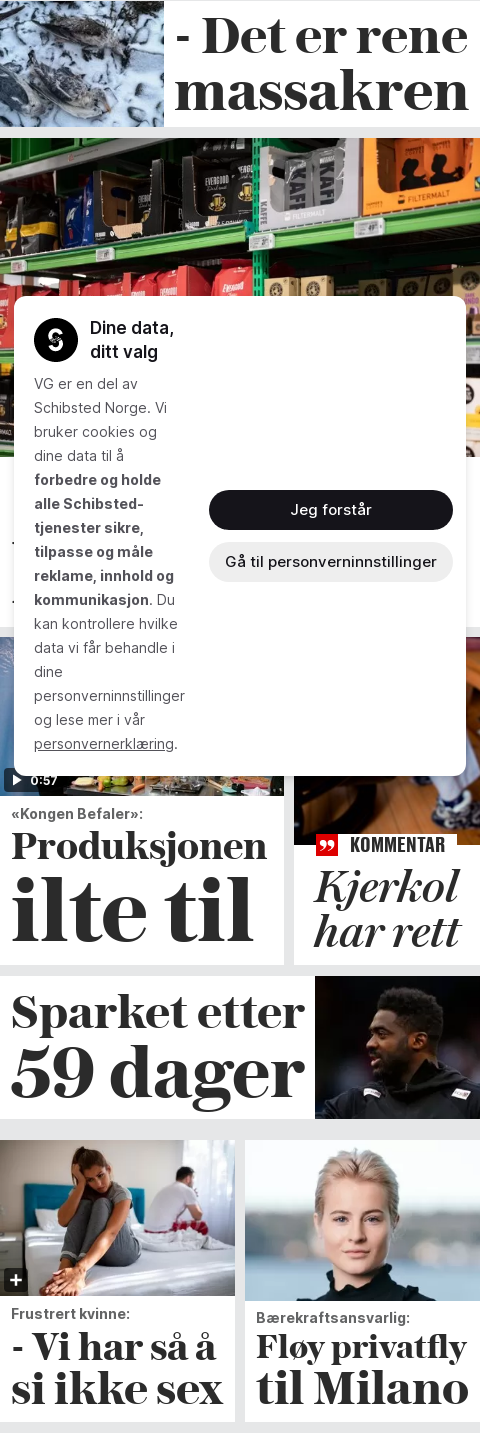 - Det er rene
massakren
EVERGOOD
EVERGOOD
KAFFE
KAFFE
KAFFE
FILTERMALT
FILTERMALT
Dine data,
ditt valg
VG er en del av
Schibsted Norge. Vi
bruker cookies og
dine data til å
forbedre og holde
alle Schibsted-
tjenester sikre,
tilpasse og måle
reklame, innhold og
kommunikasjon. Du
kan kontrollere hvilke
data vi får behandle i
dine
personverninnstillinger
og lese mer i vår
personvernerklæring.
Jeg forstår
Gå til personverninnstillinger
0:57
«Kongen Befaler»:
Produksjonen
ilte til
KOMMENTAR
Kjerkol
har rett
Sparket etter
59 dager
Frustrert kvinne:
- Vi har så å
si ikke sex
Bærekraftsansvarlig:
Fløy privatfly
til Milano